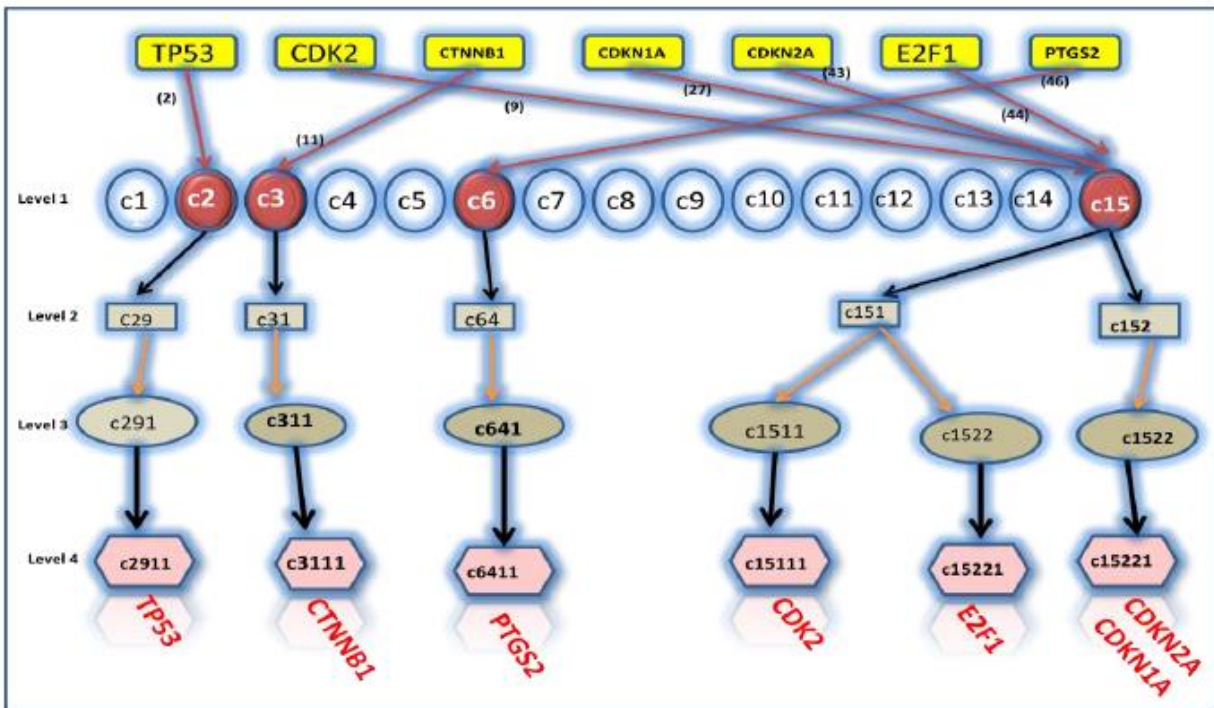 TP53 CDK2 CTNNB1 CDKN1A CDKN2A E2F1 PTGS2
(2) (11) (9) (27) (43) (44) (46)
Level 1 c1 c2 c3 c4 c5 c6 c7 c8 c9 c10 c11 c12 c13 c14 c15
Level 2 C29 c31 c64 c151 c152
Level 3 c291 c311 c641 c1511 c1522 c1522
Level 4 c2911 c3111 c6411 c15111 c15221 c15221
TP53 CTNNB1 PTGS2 CDK2 E2F1 CDKN2A
CDKN1A